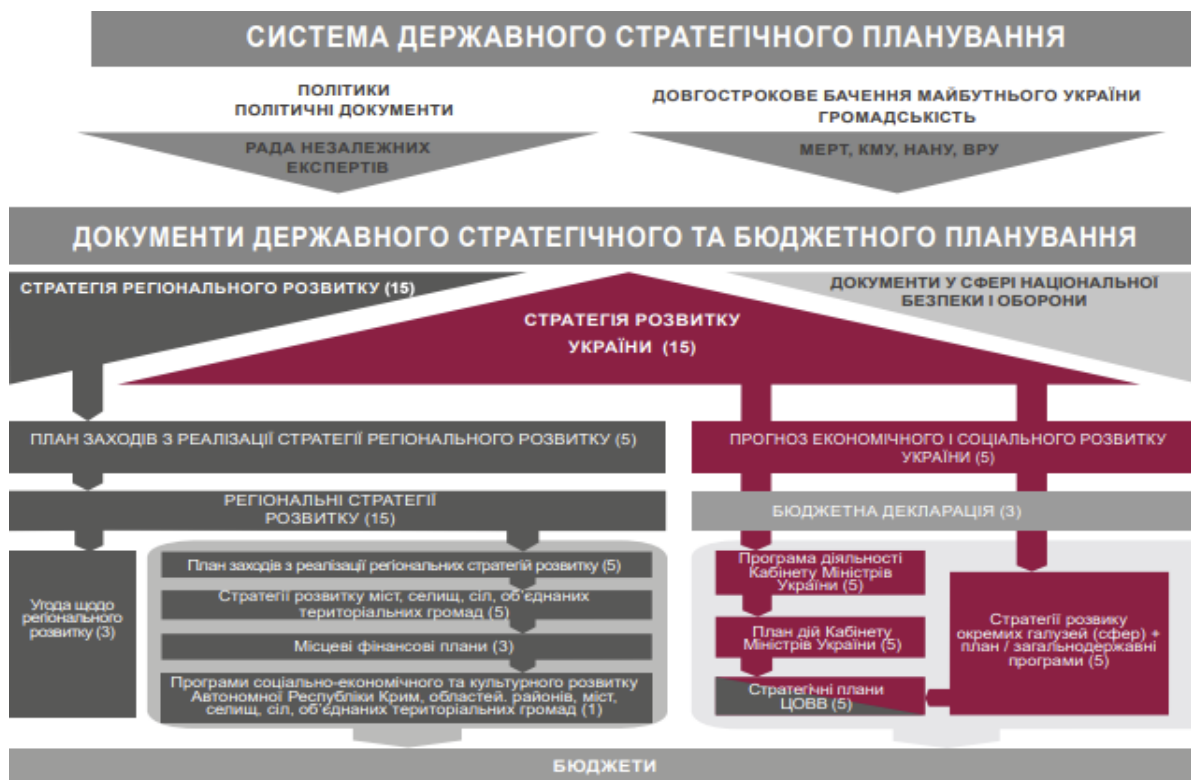 СИСТЕМА ДЕРЖАВНОГО СТРАТЕГІЧНОГО ПЛАНУВАННЯ
ПОЛІТИКИ
ПОЛІТИЧНІ ДОКУМЕНТИ
РАДА НЕЗАЛЕЖНИХ
ЕКСПЕРТІВ
ДОВГОСТРОКОВЕ БАЧЕННЯ МАЙБУТНЬОГО УКРАЇНИ
ГРОМАДСЬКІСТЬ
МЕРТ, КМУ, НАНУ, ВРУ
ДОКУМЕНТИ ДЕРЖАВНОГО СТРАТЕГІЧНОГО ТА БЮДЖЕТНОГО ПЛАНУВАННЯ
СТРАТЕГІЯ РЕГІОНАЛЬНОГО РОЗВИТКУ (15)
СТРАТЕГІЯ РОЗВИТКУ
УКРАЇНИ (15)
ДОКУМЕНТИ У СФЕРІ НАЦІОНАЛЬНОЇ
БЕЗПЕКИ І ОБОРОНИ
ПЛАН ЗАХОДІВ З РЕАЛІЗАЦІЇ СТРАТЕГІЇ РЕГІОНАЛЬНОГО РОЗВИТКУ (5)
РЕГІОНАЛЬНІ СТРАТЕГІЇ
РОЗВИТКУ (15)
Угода щодо
регіонального
розвитку (3)
План заходів з реалізації регіональних стратегій розвитку (5)
Стратегії розвитку міст, селищ, сіл, об'єднаних
територіальних громад (5)
Місцеві фінансові плани (3)
Програми соціально-економічного та культурного розвитку
Автономної Республіки Крим, областей. районів, міст,
селищ, сіл, об'єднаних територіальних громад (1)
ПРОГНОЗ ЕКОНОМІЧНОГО І СОЦІАЛЬНОГО РОЗВИТКУ
УКРАЇНИ (5)
БЮДЖЕТНА ДЕКЛАРАЦІЯ (3)
Програма діяльності
Кабінету Міністрів
України (5)
План дій Кабінету
Міністрів України (5)
Стратегічні плани
ЦОВВ (5)
Стратегії розвику
окремих галузей (сфер) +
план / загальнодержавні
програми (5)
БЮДЖЕТИ